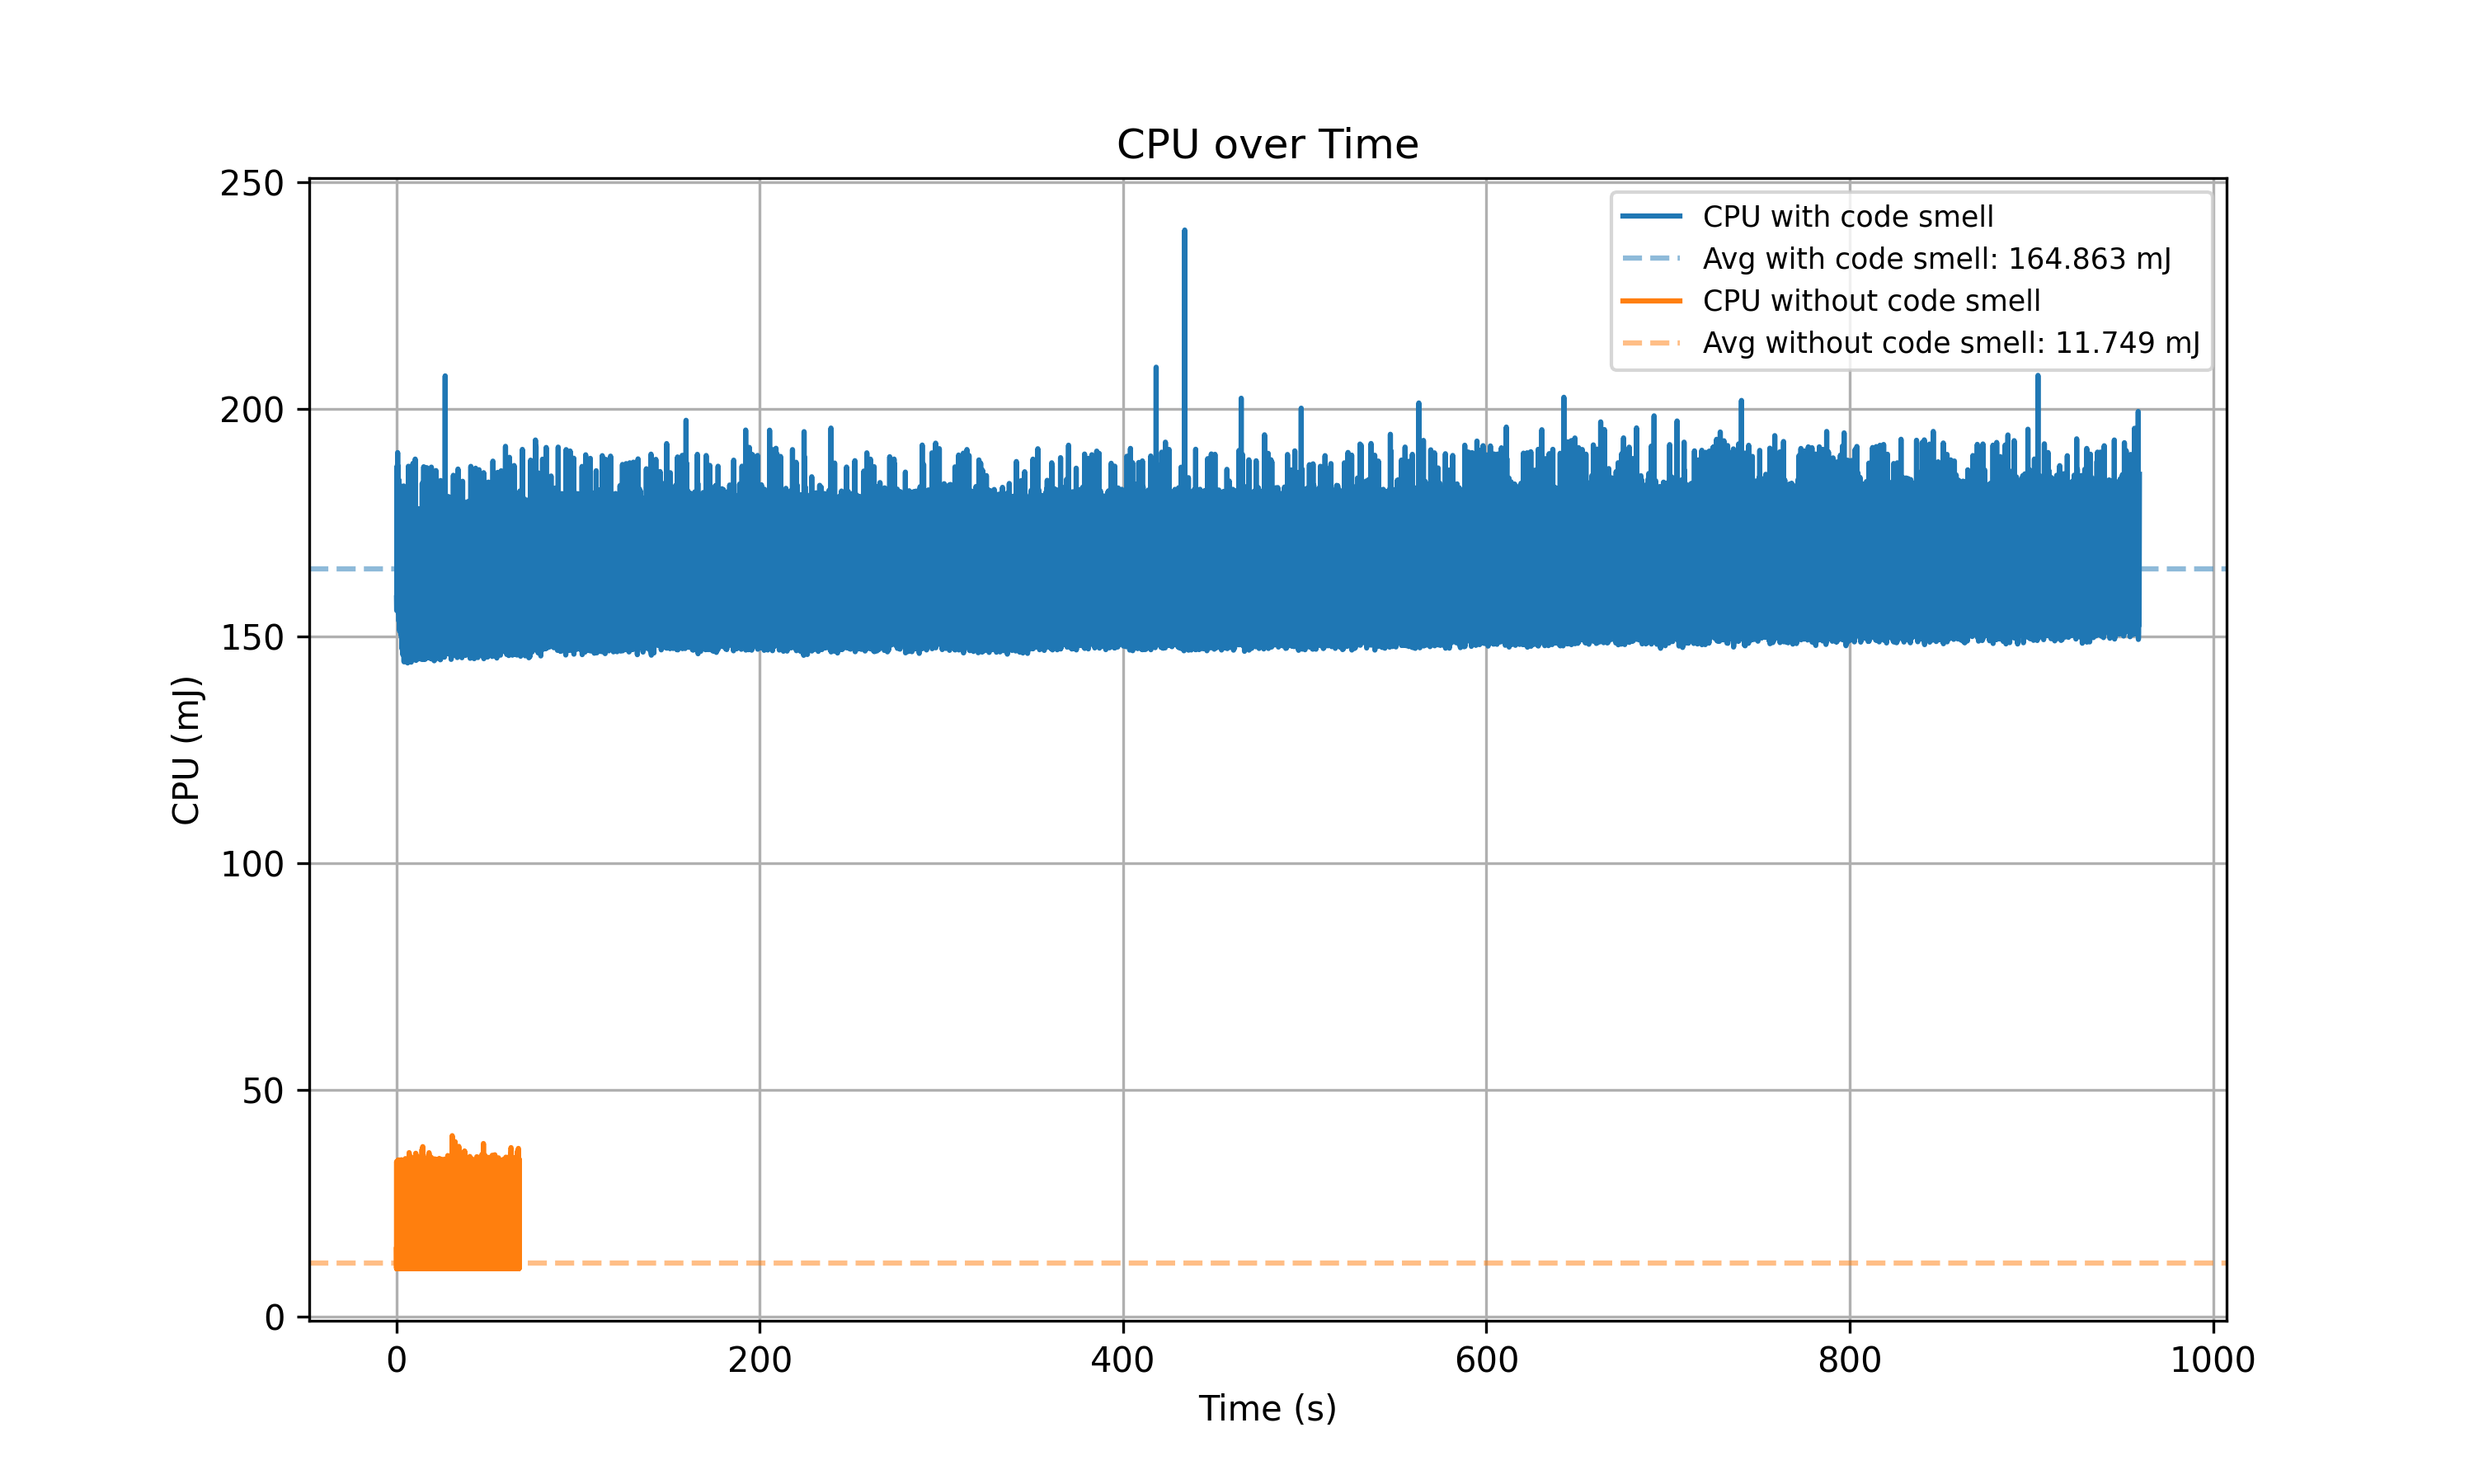 CPU over Time
250
200
150
100
50
0
CPU (mJ)
CPU with code smell
Avg with code smell: 164.863 mJ
CPU without code smell
Avg without code smell: 11.749 mJ
0 200 400 600 800 1000
Time (s)